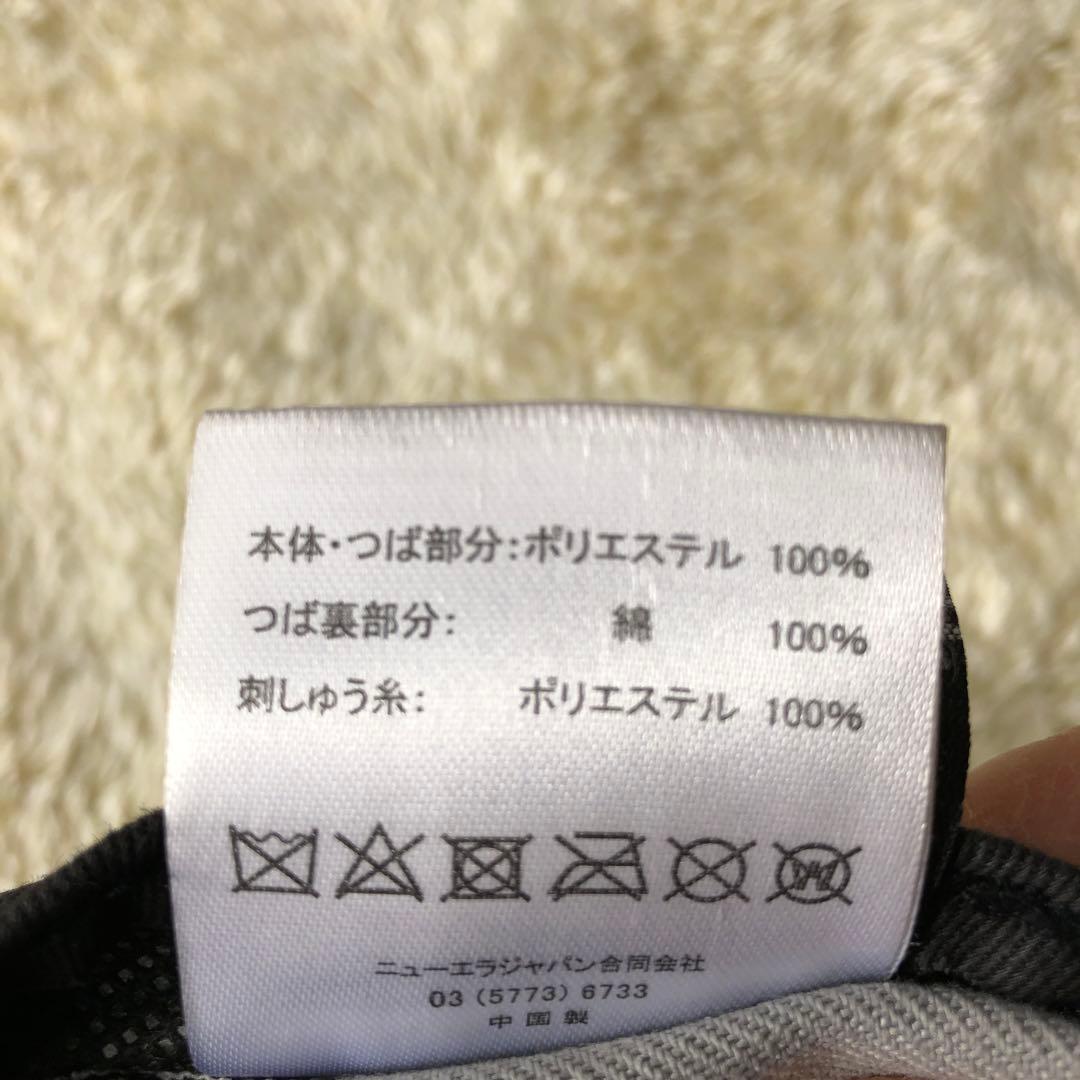 本体・つば部分:ポリエステル 100%
つば裏部分: 綿 100%
刺しゅう糸: ポリエステル 100%
ニューエラジャパン合同会社
03 (5773) 6733
中国製